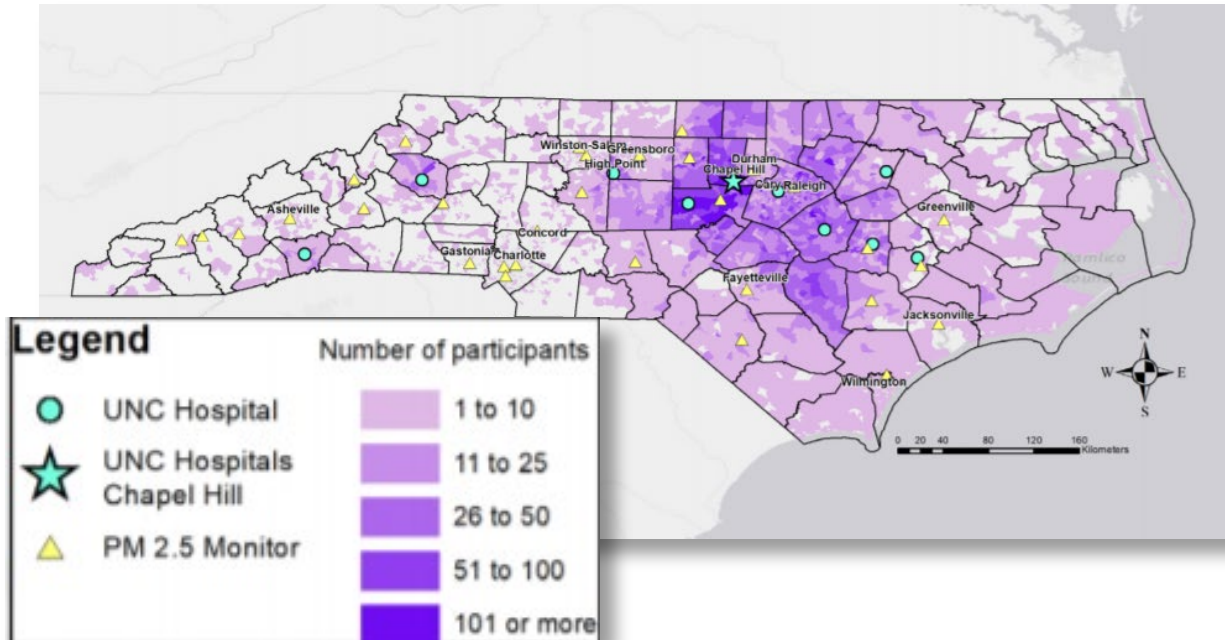 Winston-Salem
Greensboro
High Point
Durham
Chapel Hill
Cary
Raleigh
Asheville
Greenville
Concord
Gastonia
Charlotte
Fayetteville
Pamlico
Sound
Jacksonville
Wilmington
N
W E
S
0 20 40 80 120 160
Kilometers
Legend
Number of participants
UNC Hospital
UNC Hospitals
Chapel Hill
PM 2.5 Monitor
1 to 10
11 to 25
26 to 50
51 to 100
101 or more